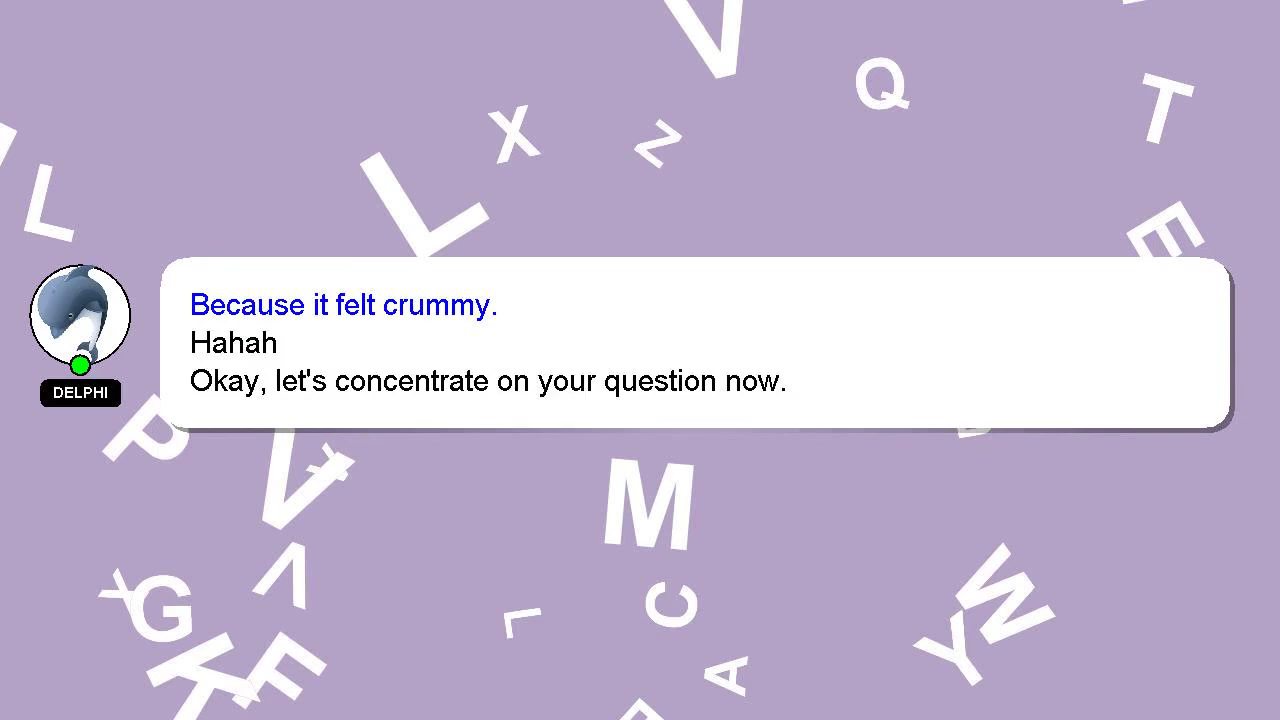 Because it felt crummy.
Hahah
Okay, let's concentrate on your question now.
DELPHI
V
Q
T
X
Z
L
L
E
P
V
M
G
K
F
L
C
A
W
Y